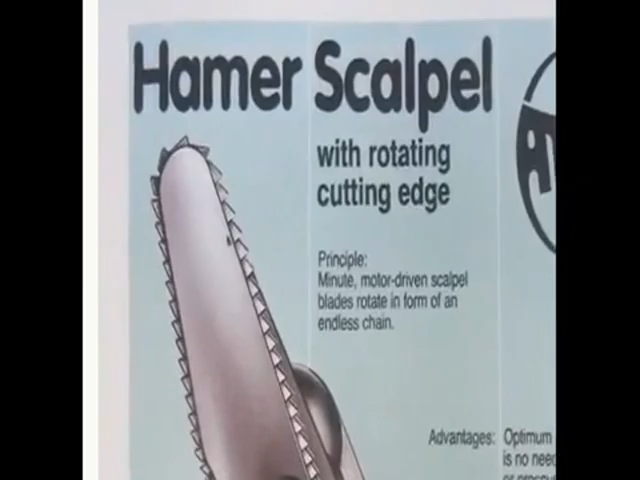 Hamer Scalpel
with rotating
cutting edge
Principle:
Minute, motor-driven scalpel
blades rotate in form of an
endless chain.
Advantages: Optimum
is no